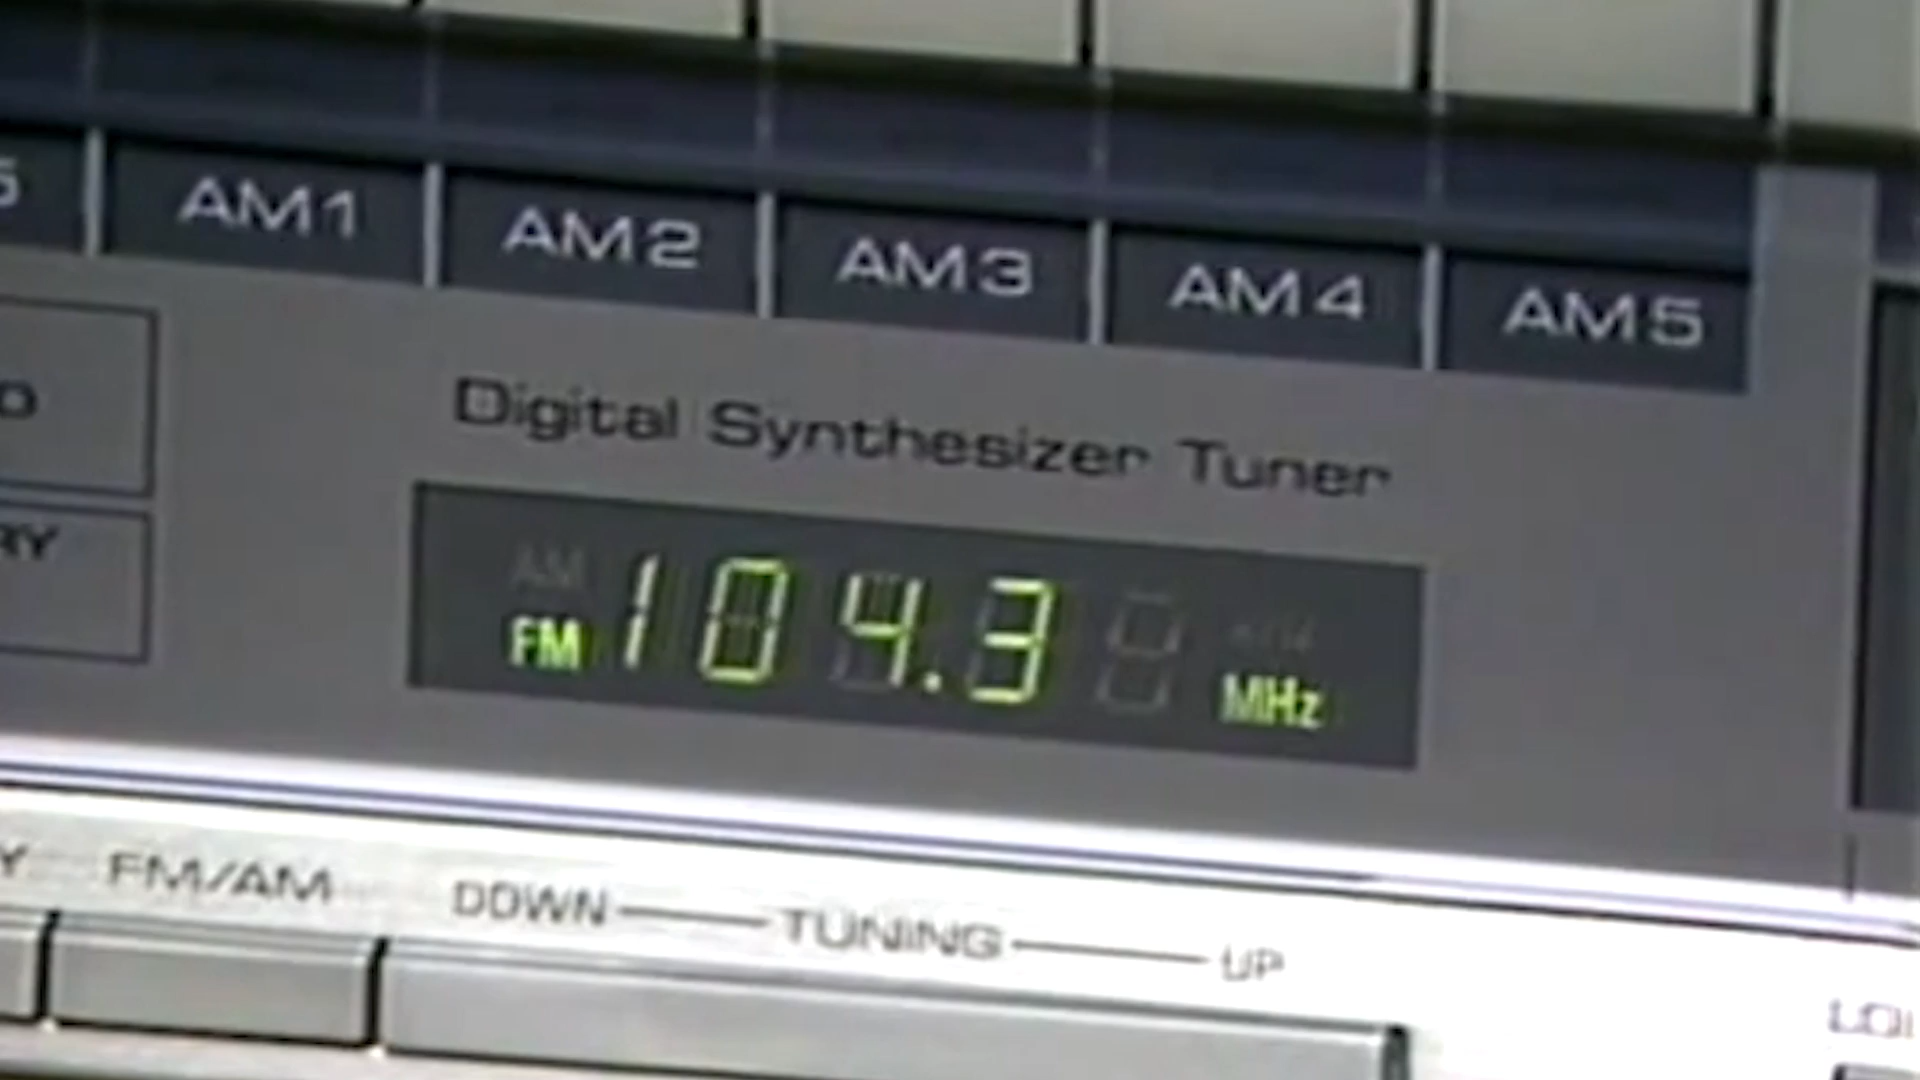 AM1 AM2 AM3 AM4 AM5
Digital Synthesizer Tuner
AM
FM 104.3 MHz
FM/AM DOWN TUNING UP